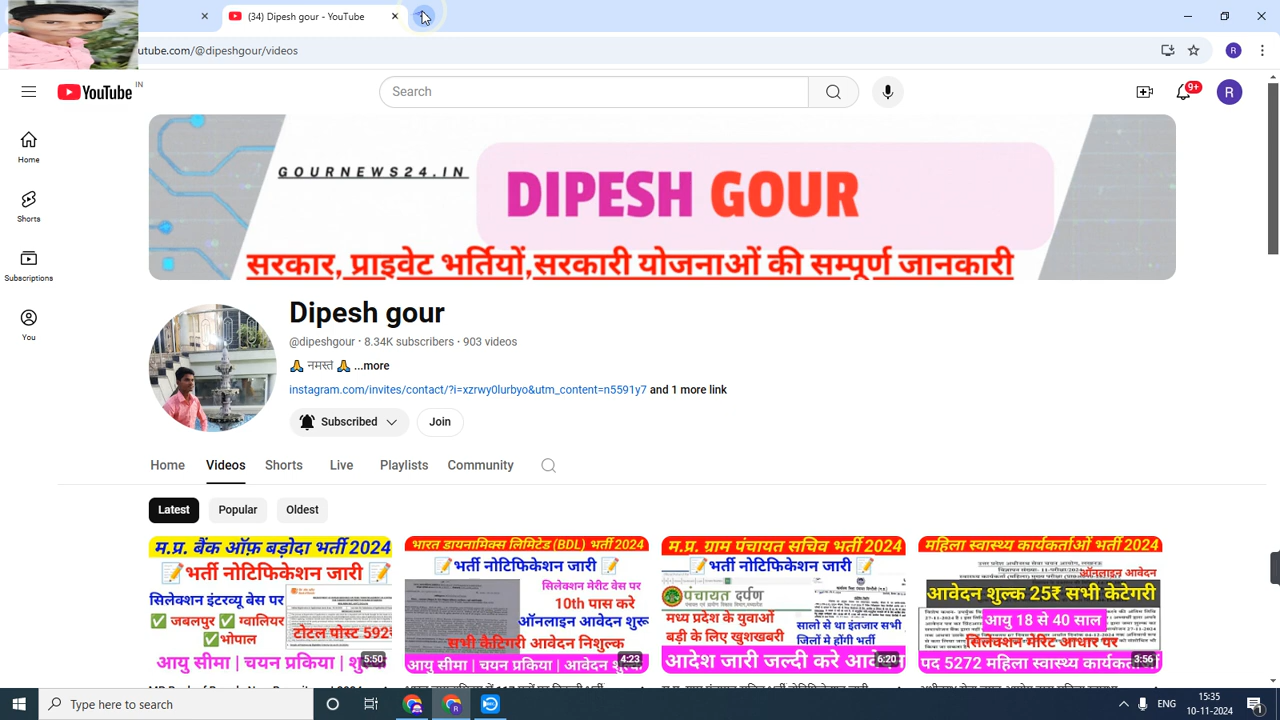 (34) Dipesh gour - YouTube
utube.com/@dipeshgour/videos
R
YouTube
IN
Search
9+
R
Home
Shorts
Subscriptions
You
GOURNEWS24.IN
DIPESH GOUR
सरकार, प्राइवेट भर्तियों,सरकारी योजनाओं की सम्पूर्ण जानकारी
Dipesh gour
@dipeshgour · 8.34K subscribers · 903 videos
🙏 नमस्ते 🙏 ...more
instagram.com/invites/contact/?i=xzrwy0lurbyo&utm_content=n5591y7 and 1 more link
Subscribed
Join
Home Videos Shorts Live Playlists Community
Latest Popular Oldest
म.प्र. बैंक ऑफ़ बड़ोदा भर्ती 2024
📝भर्ती नोटिफिकेशन जारी
सिलेक्शन इंटरव्यू बेस पर
✅ जबलपुर ✅ ग्वालियर
✅भोपाल
टोटल पोस्ट 592
आयु सीमा | चयन प्रकिया |
5:50
भारत डायनामिक्स लिमिटेड (BDL) भर्ती 2024
📝भर्ती नोटिफिकेशन जारी 📝
सिलेक्शन मेरीट बेस पर
10th पास करे
ऑनलाइन आवेदन शुरू
सभी कैटिगरी आवेदन निशुल्क
आयु सीमा | चयन प्रकिया | आवेदन
4:23
म.प्र. ग्राम पंचायत सचिव भर्ती 2024
📝भर्ती नोटिफिकेशन जारी 📝
पंचायत दर्पण
मध्य प्रदेश के युवाओं
बड़ी के लिए खुशखबरी
सालो से था इंतजार सभी
जिलों मे होंगी भर्ती
आदेश जारी जल्दी करे
6:20
महिला स्वास्थ्य कार्यकर्ताओं भर्ती 2024
ऑनलाइन आवेदन
आवेदन शुल्क 25₹ सभी केटेगरी
आयु 18 से 40 साल
सिलेक्शन मेरिट आधार पर
पद 5272 महिला स्वास्थ्य
3:56
Type here to search
ENG
15:35
10-11-2024